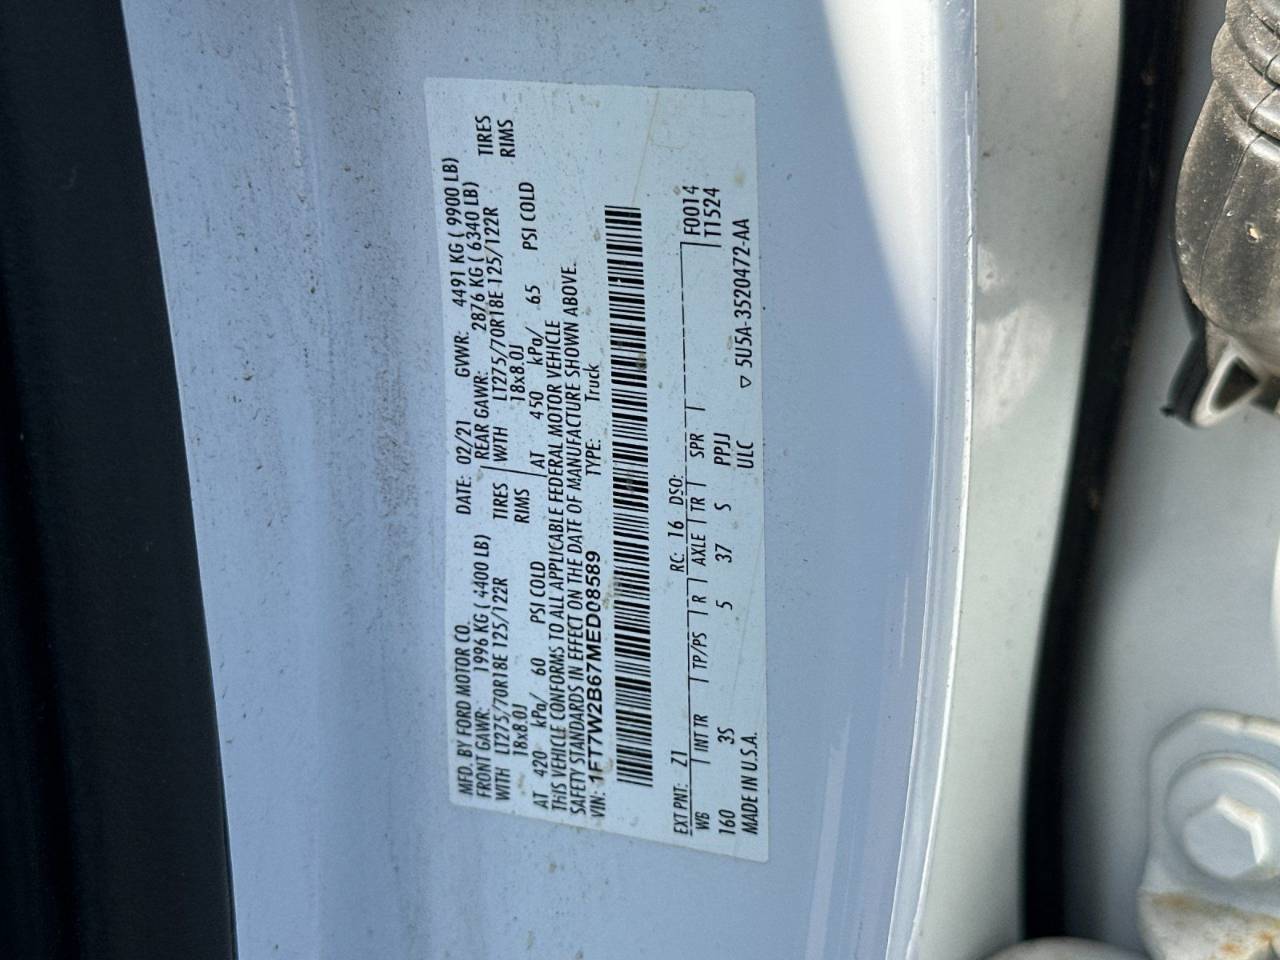 MFD. BY FORD MOTOR CO. DATE: 02/21 GVWR: 4491 KG ( 9900 LB)
FRONT GAWR: 1996 KG ( 4400 LB) REAR GAWR: 2876 KG ( 6340 LB)
WITH LT275/70R18E 125/122R TIRES WITH LT275/70R18E 125/122R TIRES
18x8.0J RIMS 18x8.0J RIMS
AT 420 kPa/ 60 PSI COLD AT 450 kPa/ 65 PSI COLD
THIS VEHICLE CONFORMS TO ALL APPLICABLE FEDERAL MOTOR VEHICLE
SAFETY STANDARDS IN EFFECT ON THE DATE OF MANUFACTURE SHOWN ABOVE.
VIN: 1FT7W2B67MED08589 TYPE: Truck
EXT PNT: Z1 RC: 16 DSO: F0014
WB INT TR TP/PS R AXLE TR SPR T1524
160 3S 5 37 S PPJJ
MADE IN U.S.A. ULC ▽ 5U5A-3520472-AA